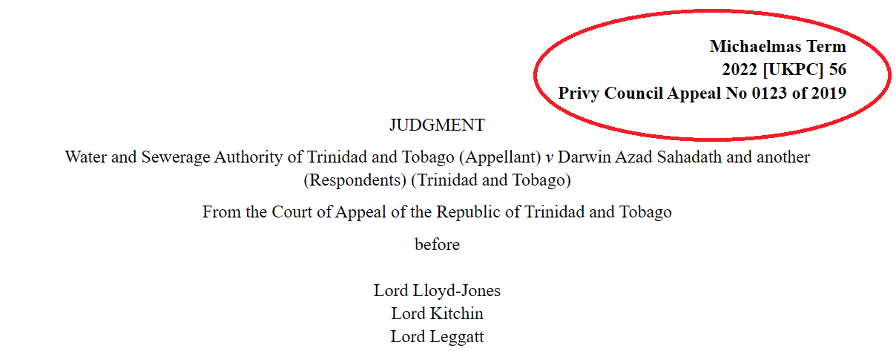 Michaelmas Term
2022 [UKPC] 56
Privy Council Appeal No 0123 of 2019
JUDGMENT
Water and Sewerage Authority of Trinidad and Tobago (Appellant) v Darwin Azad Sahadath and another
(Respondents) (Trinidad and Tobago)
From the Court of Appeal of the Republic of Trinidad and Tobago
before
Lord Lloyd-Jones
Lord Kitchin
Lord Leggatt